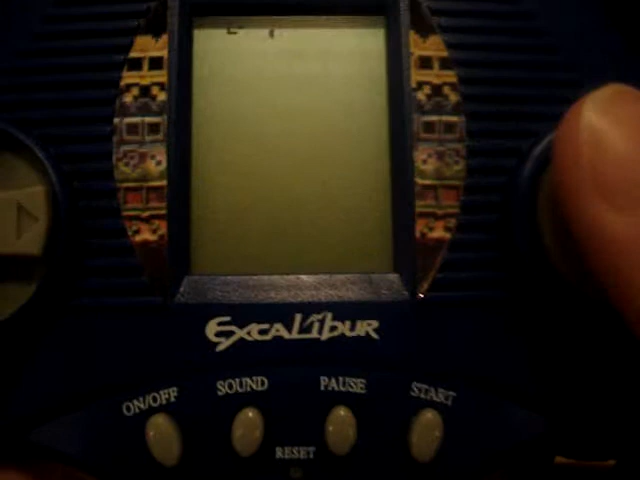 EXCALIBUR
ON/OFF
SOUND
PAUSE
START
RESET